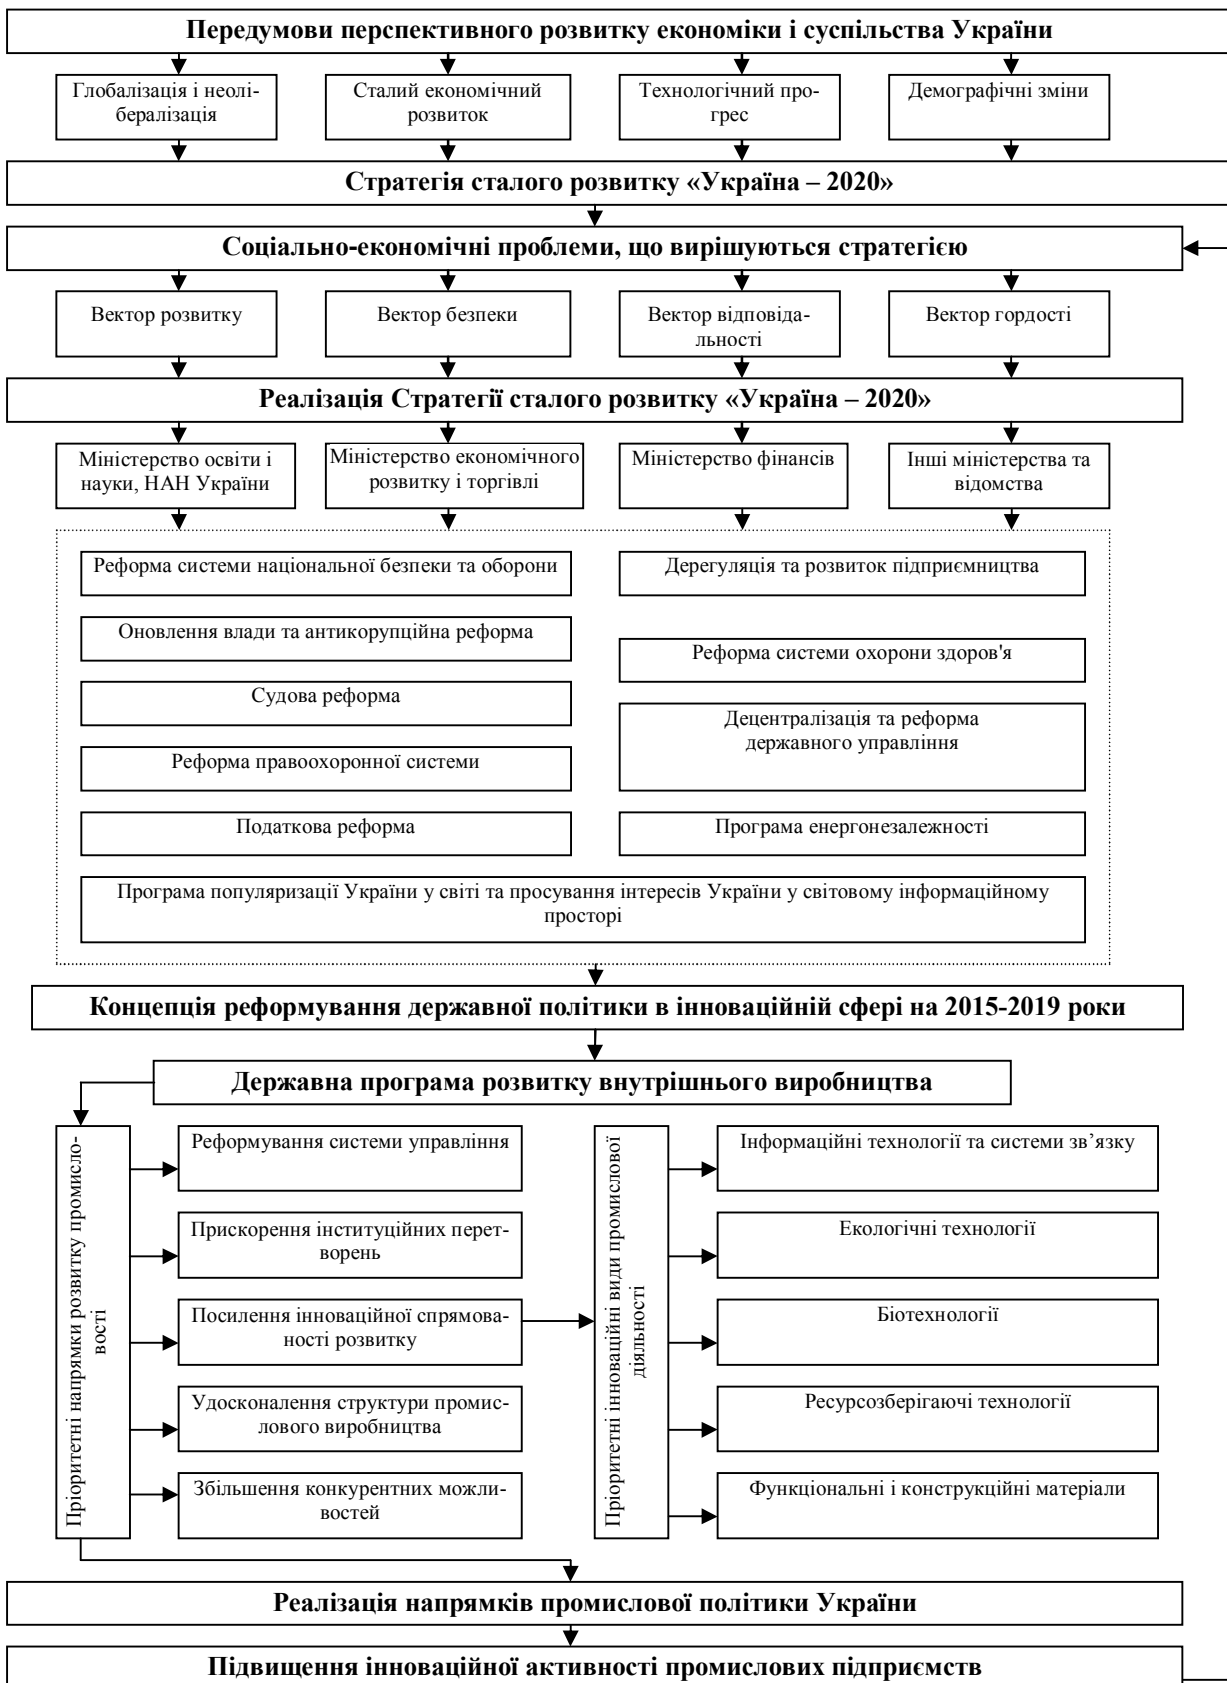 Передумови перспективного розвитку економіки і суспільства України
Глобалізація і неолі-
бералізація
Сталий економічний
розвиток
Технологічний про-
грес
Демографічні зміни
Стратегія сталого розвитку «Україна – 2020»
Соціально-економічні проблеми, що вирішуються стратегією
Вектор розвитку
Вектор безпеки
Вектор відповіда-
льності
Вектор гордості
Реалізація Стратегії сталого розвитку «Україна – 2020»
Міністерство освіти і
науки, НАН України
Міністерство економічного
розвитку і торгівлі
Міністерство фінансів
Інші міністерства та
відомства
Реформа системи національної безпеки та оборони
Оновлення влади та антикорупційна реформа
Судова реформа
Реформа правоохоронної системи
Податкова реформа
Дерегуляція та розвиток підприємництва
Реформа системи охорони здоров'я
Децентралізація та реформа
державного управління
Програма енергонезалежності
Програма популяризації України у світі та просування інтересів України у світовому інформаційному
просторі
Концепція реформування державної політики в інноваційній сфері на 2015-2019 роки
Державна програма розвитку внутрішнього виробництва
Пріоритетні напрямки розвитку промисло-
вості
Реформування системи управління
Прискорення інституційних перет-
ворень
Посилення інноваційної спрямова-
ності розвитку
Удосконалення структури промис-
лового виробництва
Збільшення конкурентних можли-
востей
Пріоритетні інноваційні види промислової
діяльності
Інформаційні технології та системи зв’язку
Екологічні технології
Біотехнології
Ресурсозберігаючі технології
Функціональні і конструкційні матеріали
Реалізація напрямків промислової політики України
Підвищення інноваційної активності промислових підприємств